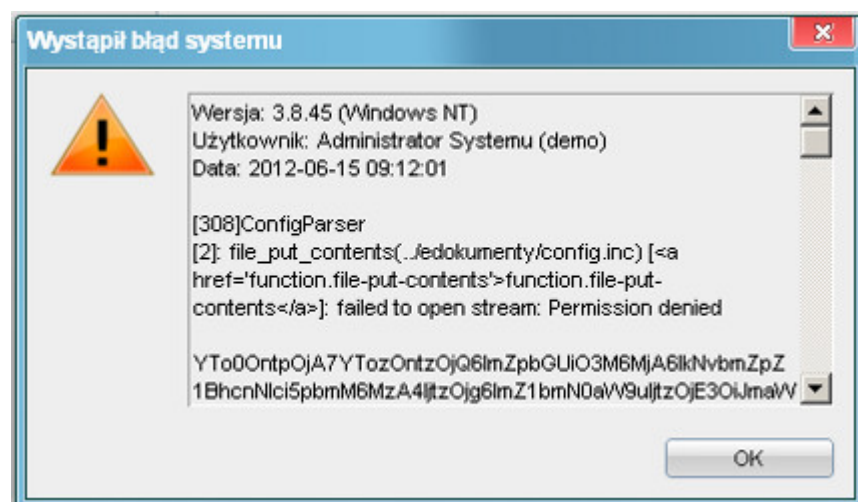 Wystąpił błąd systemu
Wersja: 3.8.45 (Windows NT)
Użytkownik: Administrator Systemu (demo)
Data: 2012-06-15 09:12:01
[308]ConfigParser
[2]: file_put_contents(../edokumenty/config.inc) [<a
href='function.file-put-contents'>function.file-put-
contents</a>]: failed to open stream: Permission denied
YTo0OntpOjA7YTozOntzOjQ6ImZpbGUiO3M6MjA6IkNvbmZpZ
1BhcnNlci5pbmM6MzA4IjtzOjg6ImZ1bmN0aW9uIjtzOjE3OiJmaW
OK